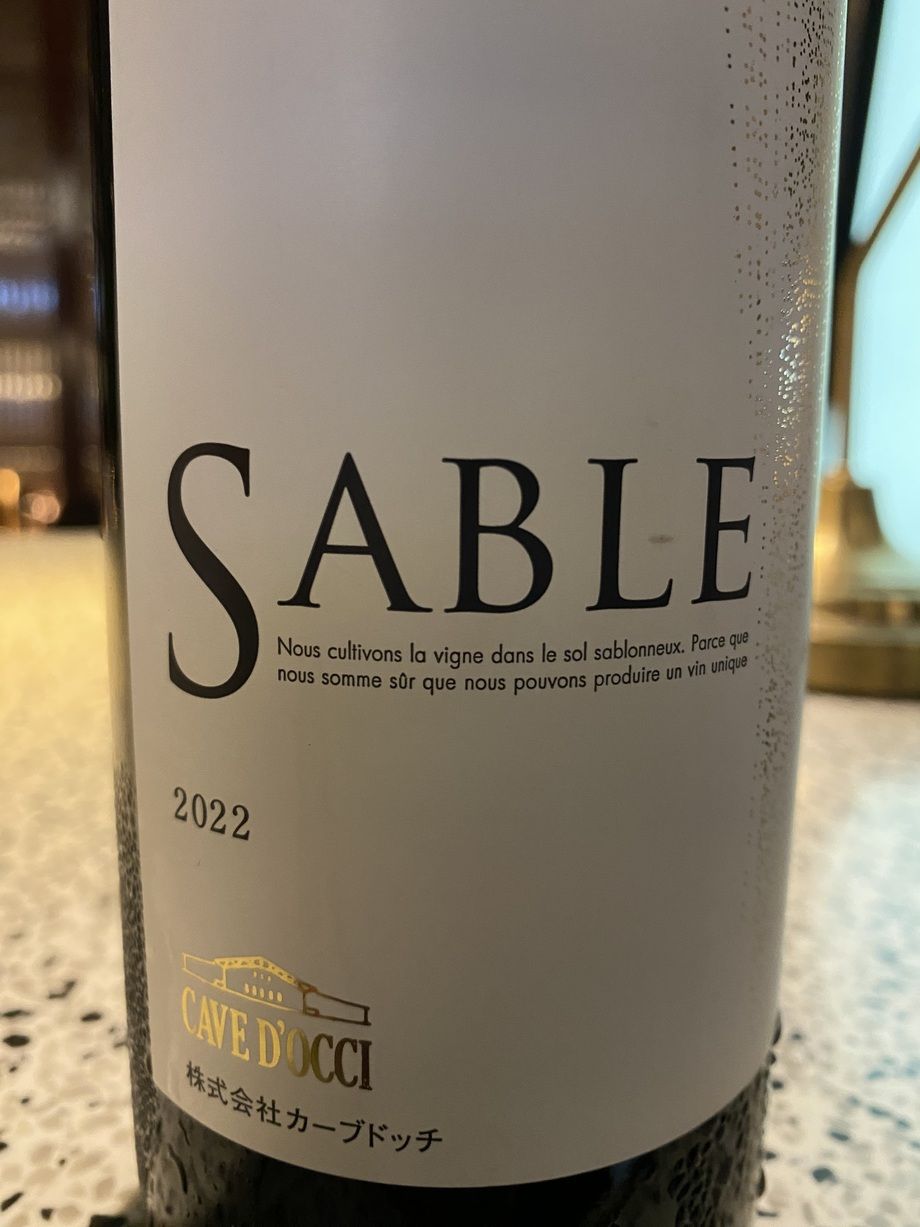 SABLE
Nous cultivons la vigne dans le sol sablonneux. Parce que
nous somme sûr que nous pouvons produire un vin unique
2022
CAVE D'OCCI
株式会社カーブドッチ